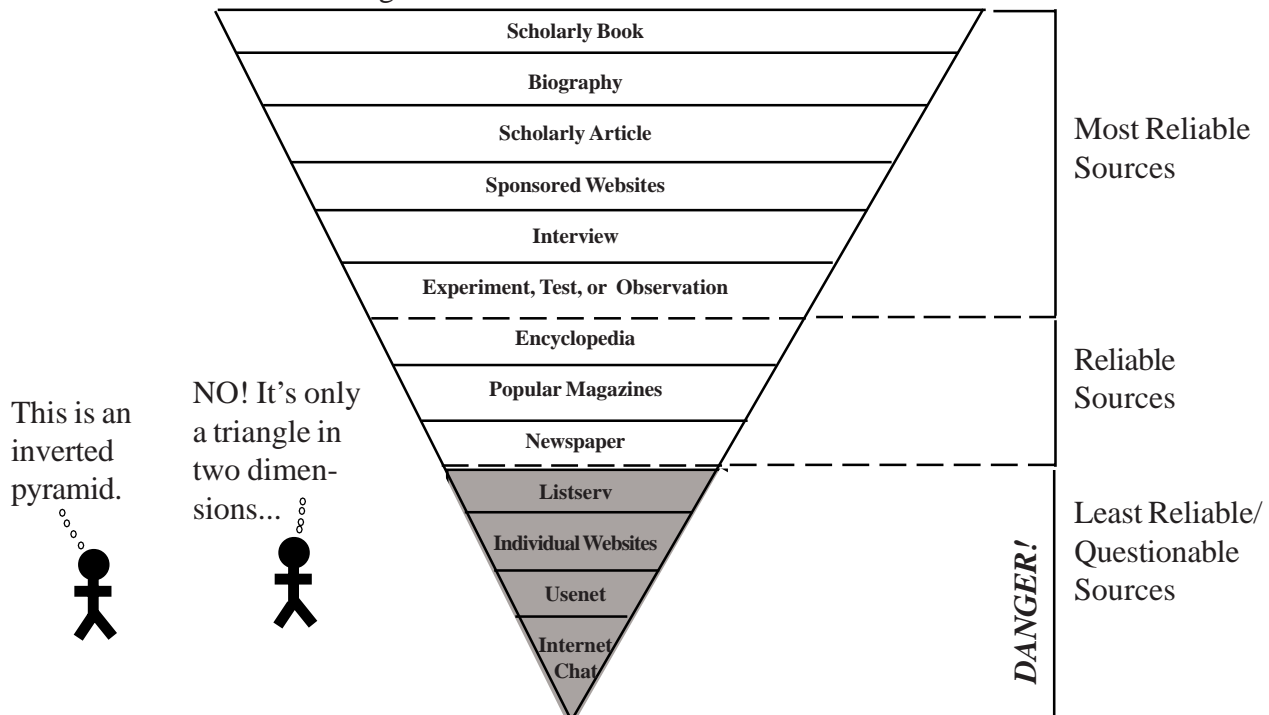 Scholarly Book
Biography
Scholarly Article
Sponsored Websites
Interview
Experiment, Test, or Observation
Encyclopedia
Popular Magazines
Newspaper
Listserv
Individual Websites
Usenet
Internet
Chat
Most Reliable
Sources
Reliable
Sources
Least Reliable/
Questionable
Sources
DANGER!
This is an
inverted
pyramid.
NO! It's only
a triangle in
two dimen-
sions...